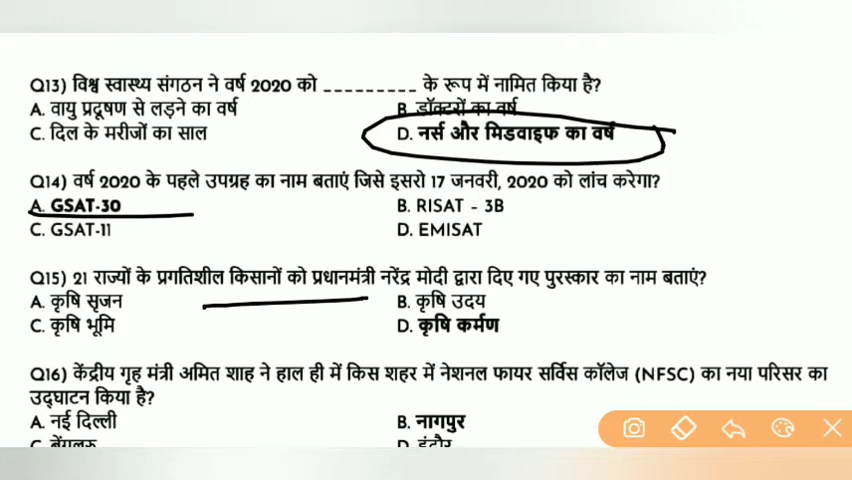 Q13) विश्व स्वास्थ्य संगठन ने वर्ष 2020 को _________ के रूप में नामित किया है?
A. वायु प्रदूषण से लड़ने का वर्ष B. डॉक्टरों का वर्ष
C. दिल के मरीजों का साल D. नर्स और मिडवाइफ का वर्ष
Q14) वर्ष 2020 के पहले उपग्रह का नाम बताएं जिसे इसरो 17 जनवरी, 2020 को लांच करेगा?
A. GSAT-30 B. RISAT - 3B
C. GSAT-11 D. EMISAT
Q15) 21 राज्यों के प्रगतिशील किसानों को प्रधानमंत्री नरेंद्र मोदी द्वारा दिए गए पुरस्कार का नाम बताएं?
A. कृषि सृजन B. कृषि उदय
C. कृषि भूमि D. कृषि कर्मण
Q16) केंद्रीय गृह मंत्री अमित शाह ने हाल ही में किस शहर में नेशनल फायर सर्विस कॉलेज (NFSC) का नया परिसर का
उद्घाटन किया है?
A. नई दिल्ली B. नागपुर
C. बेंगलुरु D. इंदौर